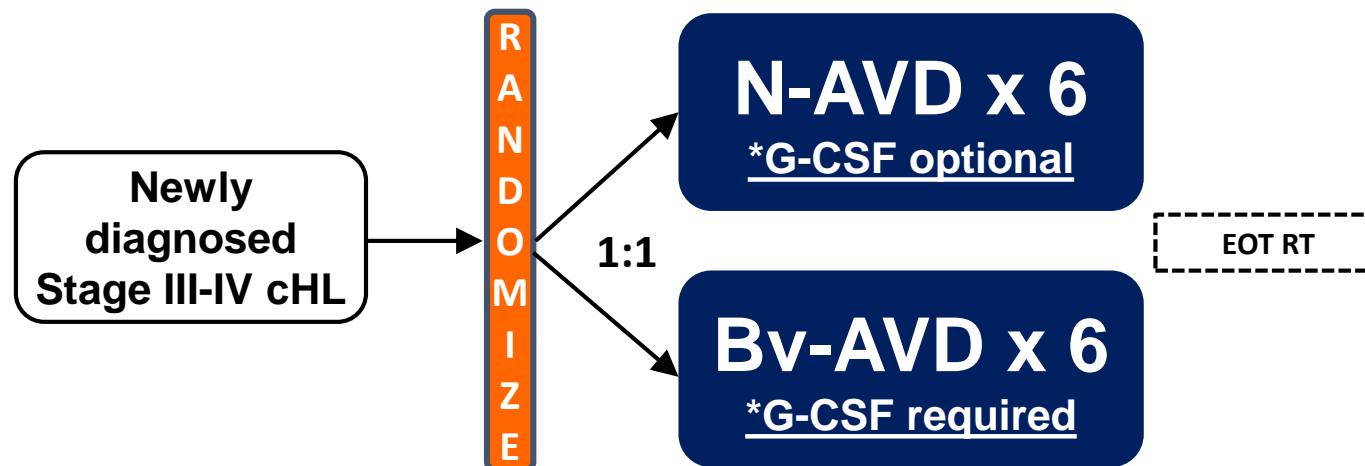 Newly
diagnosed
Stage III-IV cHL
R
A
N
D
O
M
I
Z
E
1:1
N-AVD x 6
*G-CSF optional
Bv-AVD x 6
*G-CSF required
EOT RT